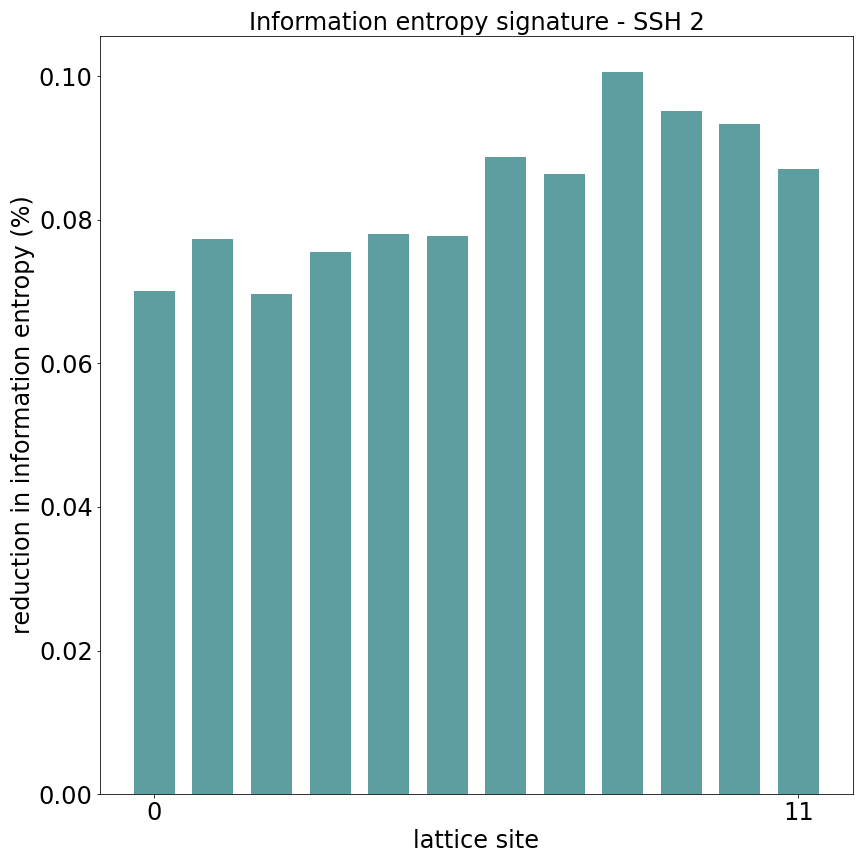 Information entropy signature - SSH 2
reduction in information entropy (%)
0.10
0.08
0.06
0.04
0.02
0.00
0
11
lattice site